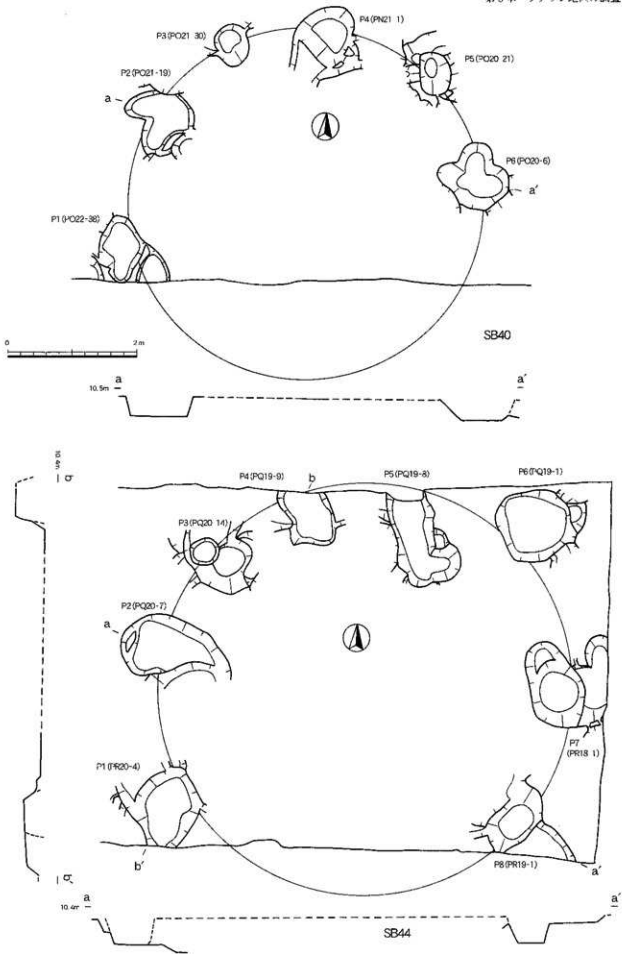 P3(PO21 30)
P4(PN21 1)
P2(PO21-19)
P5(PO20 21)
a
P6(PO20-6)
a'
P1(PO22-38)
SB40
0 2m
a a'
10.5m
P4(PQ19-9) b P5(PQ19-8) P6(PQ19-1)
P3(PQ20 14)
P2(PQ20-7)
a
P7
(PR18 1)
P1(PR20-4)
P8(PR19-1)
b' a'
a a'
10.4m
SB44